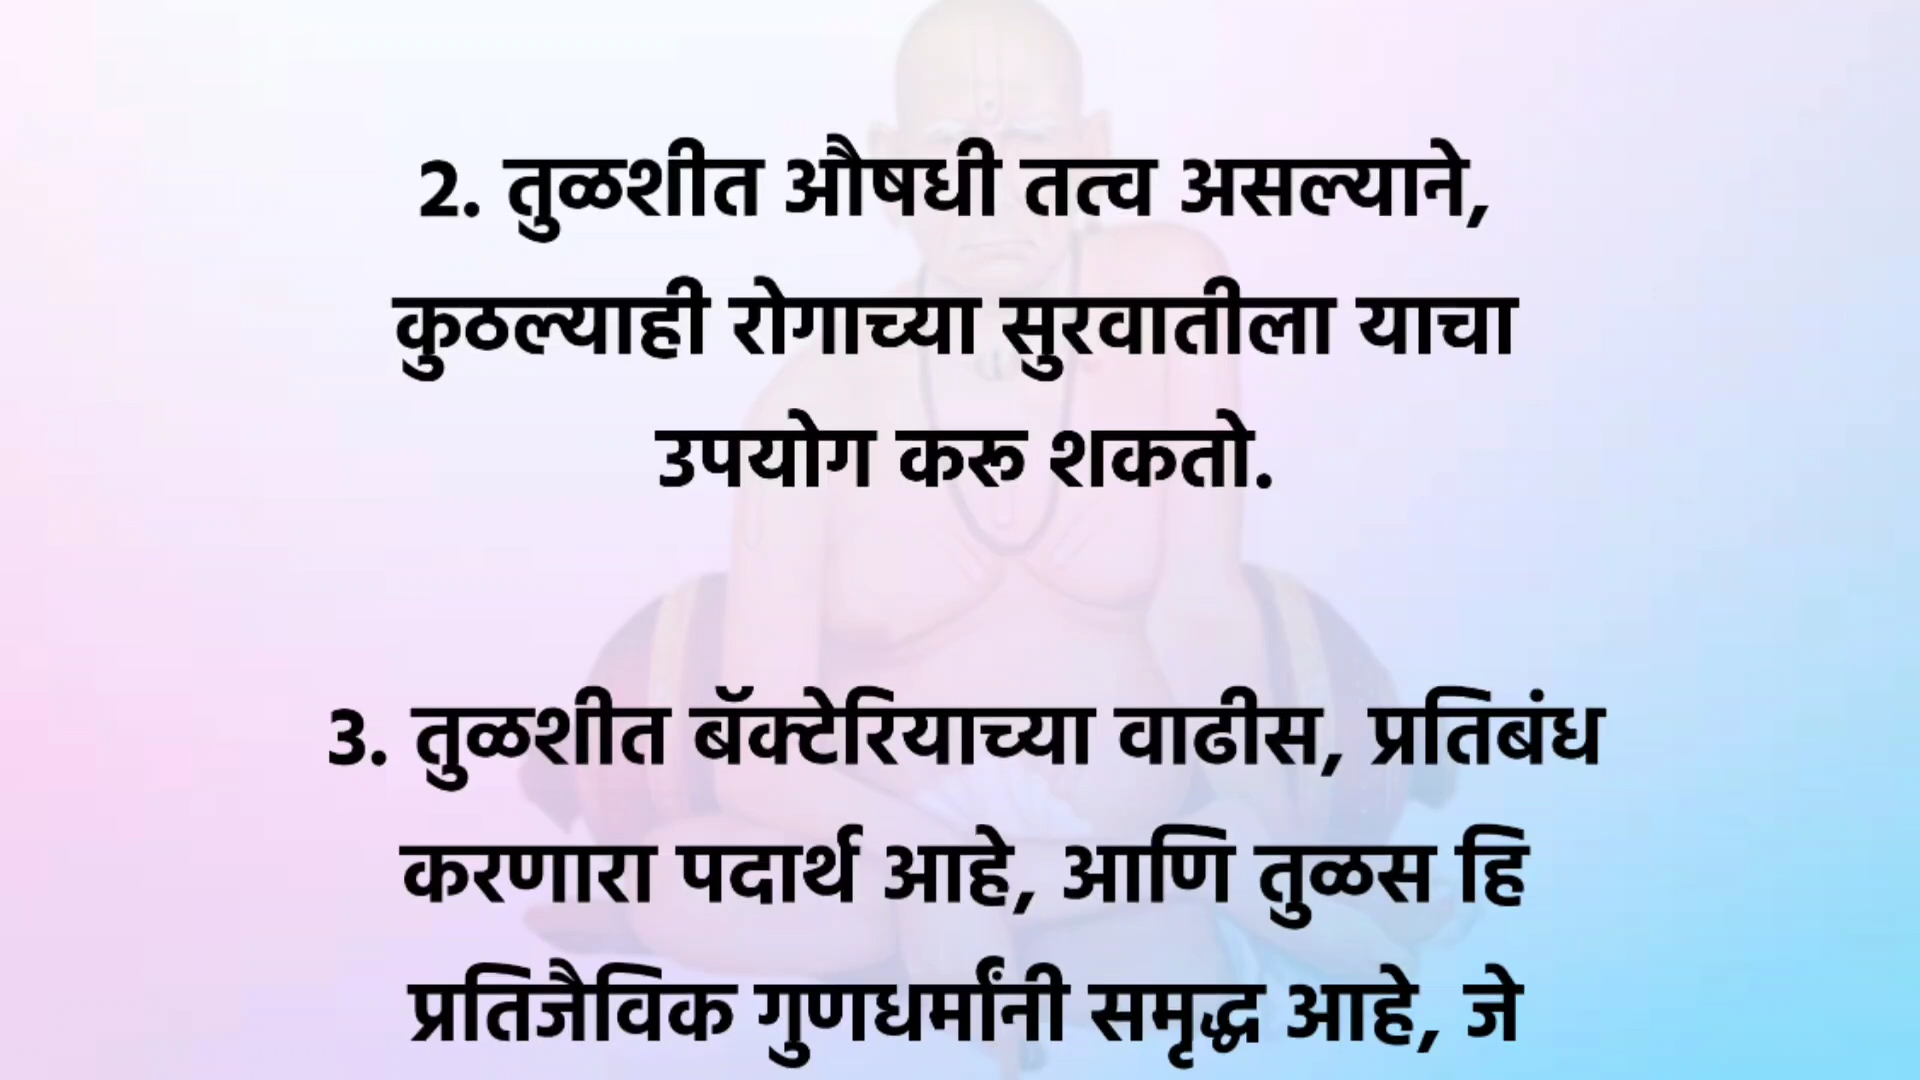 2. तुळशीत औषधी तत्व असल्याने,
कुठल्याही रोगाच्या सुरवातीला याचा
उपयोग करू शकतो.
3. तुळशीत बॅक्टेरियाच्या वाढीस, प्रतिबंध
करणारा पदार्थ आहे, आणि तुळस हि
प्रतिजैविक गुणधर्मांनी समृद्ध आहे, जे